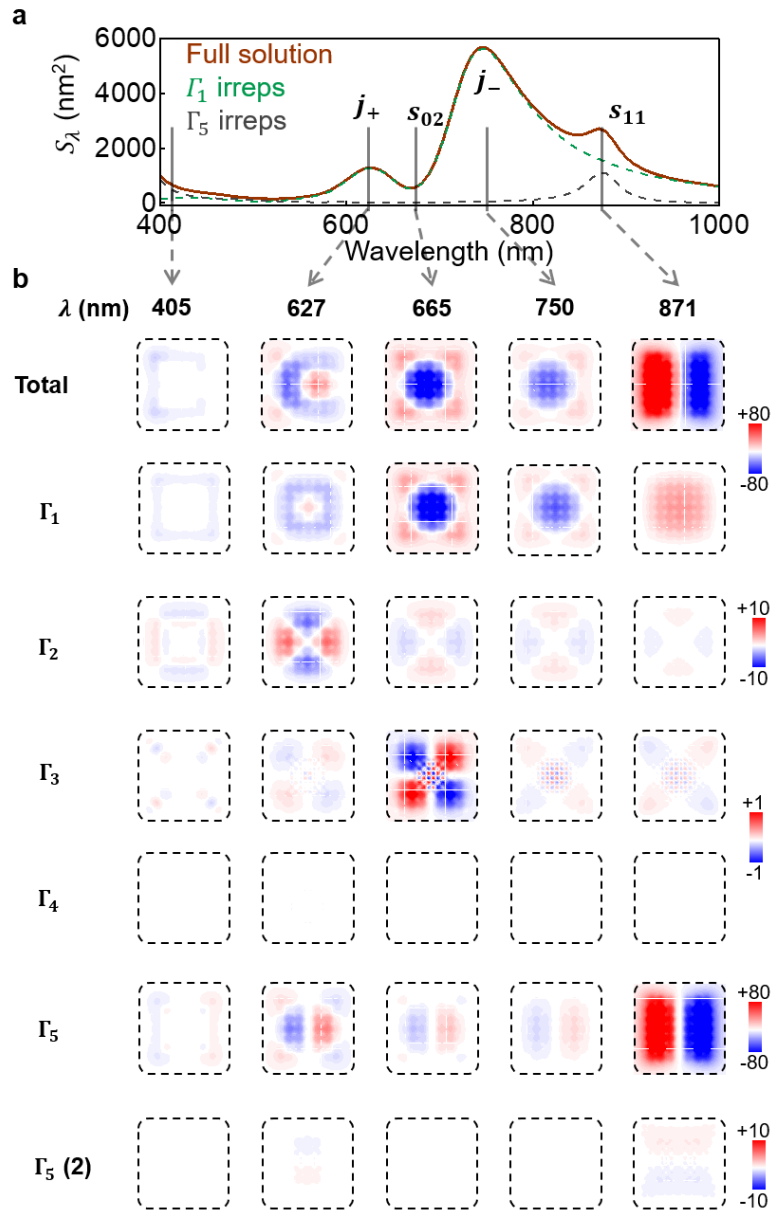 a
6000
4000
2000
0
S_λ (nm²)
Full solution
Γ₁ irreps
Γ₅ irreps
j₊
s₀₂
j₋
s₁₁
400
600
800
1000
Wavelength (nm)
b
λ (nm)
405
627
665
750
871
Total
+80
-80
Γ₁
Γ₂
+10
-10
Γ₃
+1
-1
Γ₄
Γ₅
+80
-80
Γ₅ (2)
+10
-10